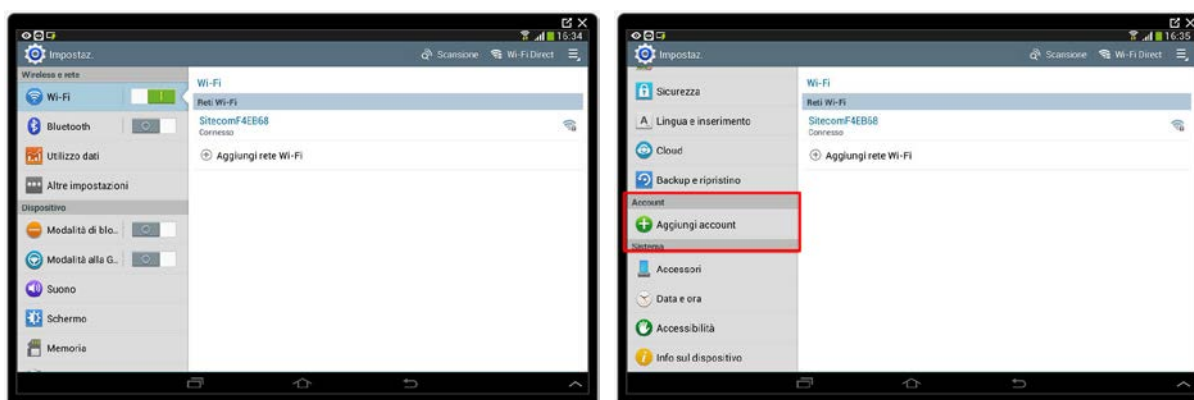 16:34
Impostaz.
Scansione
Wi-Fi Direct
Wireless e reti
Wi-Fi
Bluetooth
Utilizzo dati
Altre impostazioni
Dispositivo
Modalità di blo..
Modalità alla G..
Suono
Schermo
Memoria
Wi-Fi
Reti Wi-Fi
SitecomF4EB68
Connesso
Aggiungi rete Wi-Fi
16:35
Impostaz.
Scansione
Wi-Fi Direct
Sicurezza
Lingua e inserimento
Cloud
Backup e ripristino
Account
Aggiungi account
Sistema
Accessori
Data e ora
Accessibilità
Info sul dispositivo
Wi-Fi
Reti Wi-Fi
SitecomF4EB68
Connesso
Aggiungi rete Wi-Fi